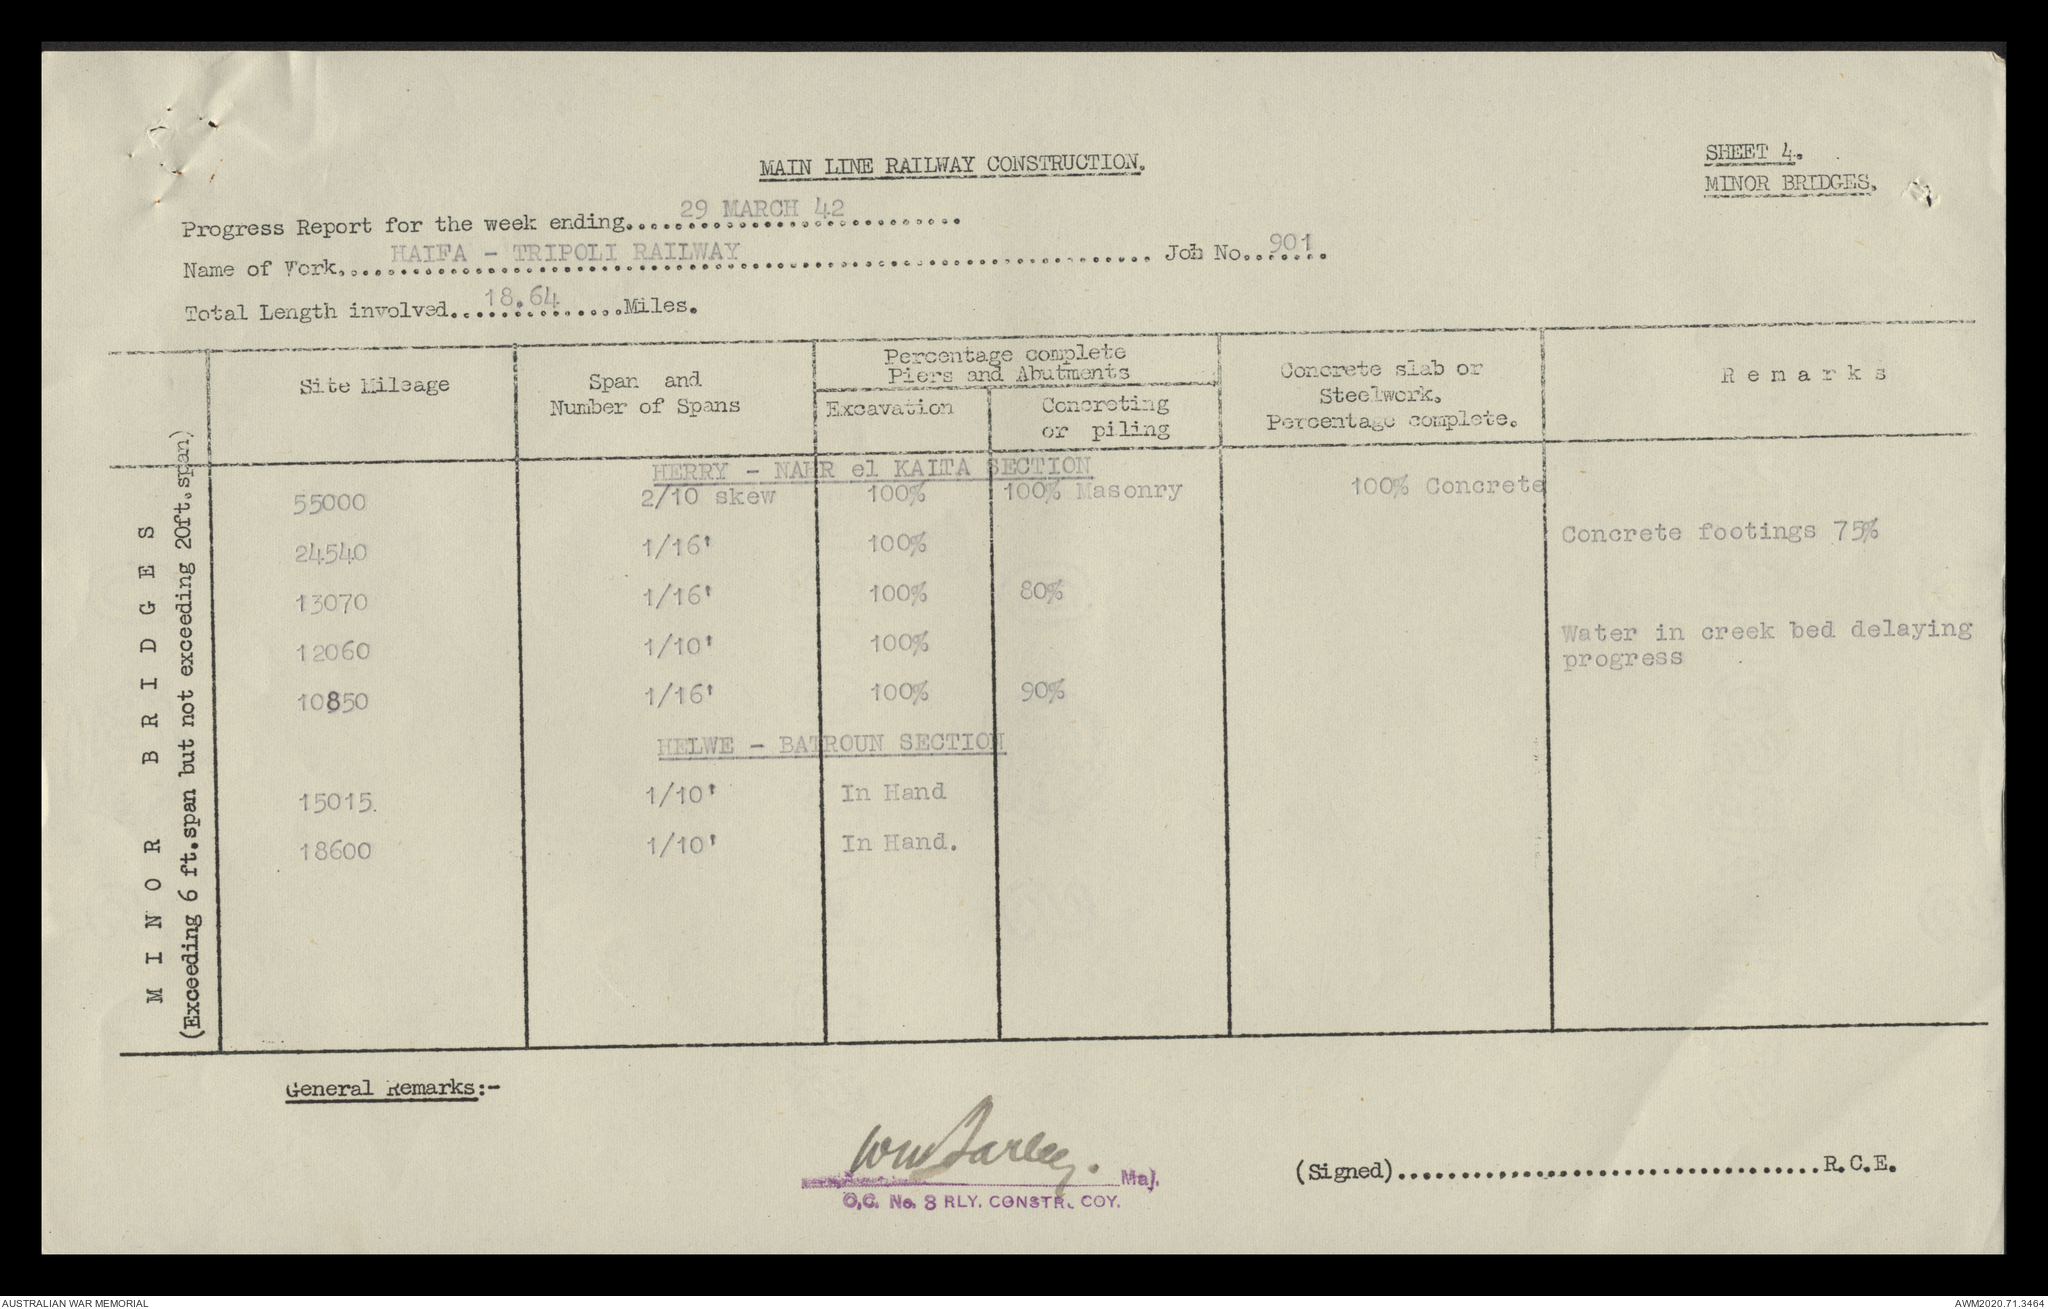 MAIN LINE RAILWAY CONSTRUCTION.
SHEET 4.
MINOR BRIDGES.
Progress Report for the week ending....29 MARCH 42....
Name of Work....HAIFA - TRIPOLI RAILWAY.... Job No...901...
Total Length involved....18.64....Miles.
Site Mileage | Span and Number of Spans | Percentage complete Piers and Abutments | Concrete slab or Steelwork. Percentage complete. | Remarks
Excavation | Concreting or piling
MINOR BRIDGES
(Exceeding 6 ft.span but not exceeding 20ft.span)
HERRY - NAHR el KAITA SECTION
55000 2/10 skew 100% 100% Masonry 100% Concrete
24540 1/16' 100% Concrete footings 75%
13070 1/16' 100% 80%
12060 1/10' 100% Water in creek bed delaying
progress
10850 1/16' 100% 90%
HELWE - BATROUN SECTION
15015. 1/10' In Hand
18600 1/10' In Hand.
General Remarks:-
Maj.
O.C. No. 8 RLY. CONSTR. COY.
(Signed)....R.C.E.
AUSTRALIAN WAR MEMORIAL
AWM2020.71.3464